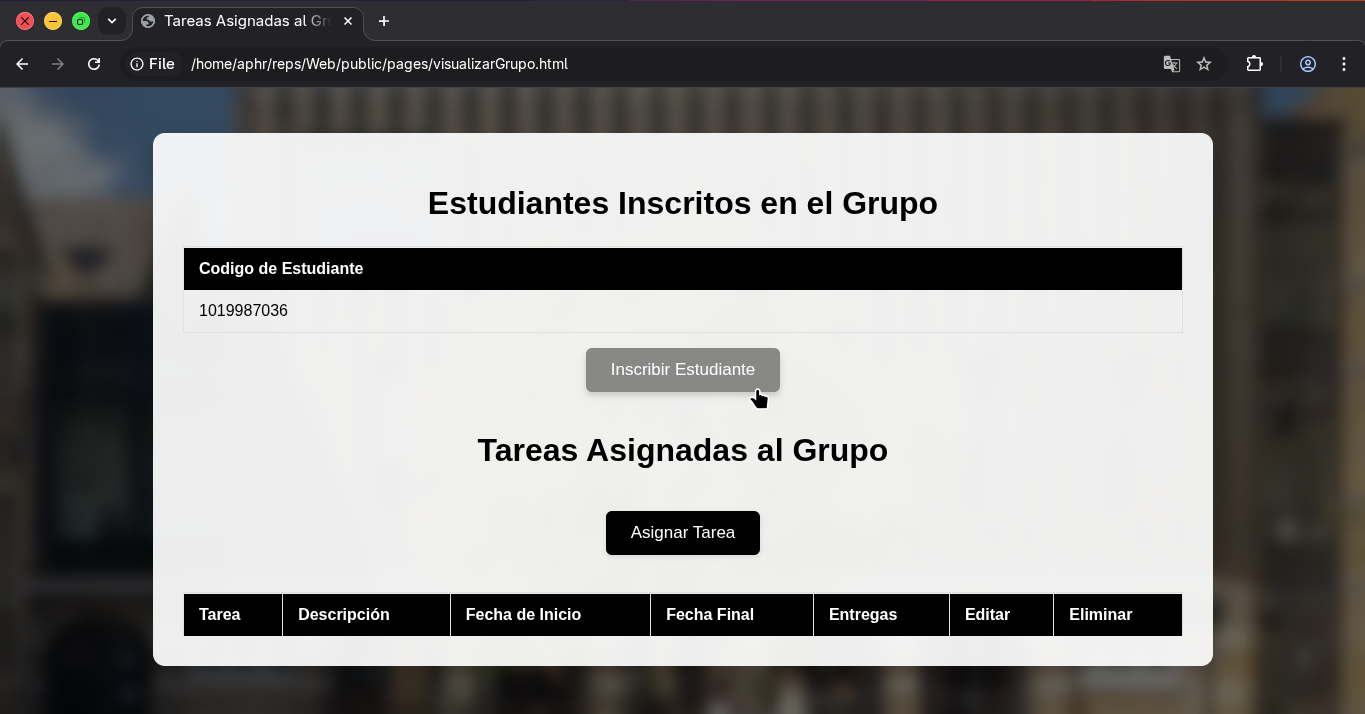 Tareas Asignadas al Gru
File
/home/aphr/reps/Web/public/pages/visualizarGrupo.html
Estudiantes Inscritos en el Grupo
Codigo de Estudiante
1019987036
Inscribir Estudiante
Tareas Asignadas al Grupo
Asignar Tarea
Tarea Descripción Fecha de Inicio Fecha Final Entregas Editar Eliminar